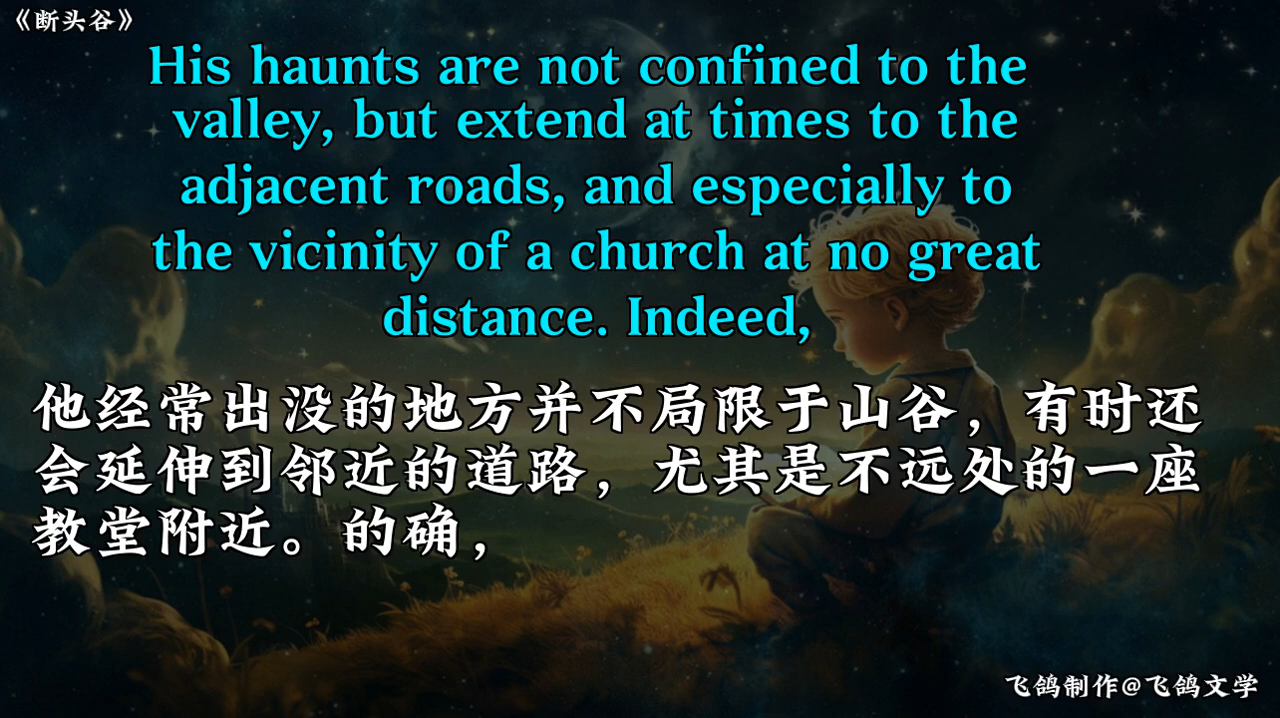 《断头谷》
His haunts are not confined to the
valley, but extend at times to the
adjacent roads, and especially to
the vicinity of a church at no great
distance. Indeed,
他经常出没的地方并不局限于山谷，有时还
会延伸到邻近的道路，尤其是不远处的一座
教堂附近。的确，
飞鸽制作@飞鸽文学